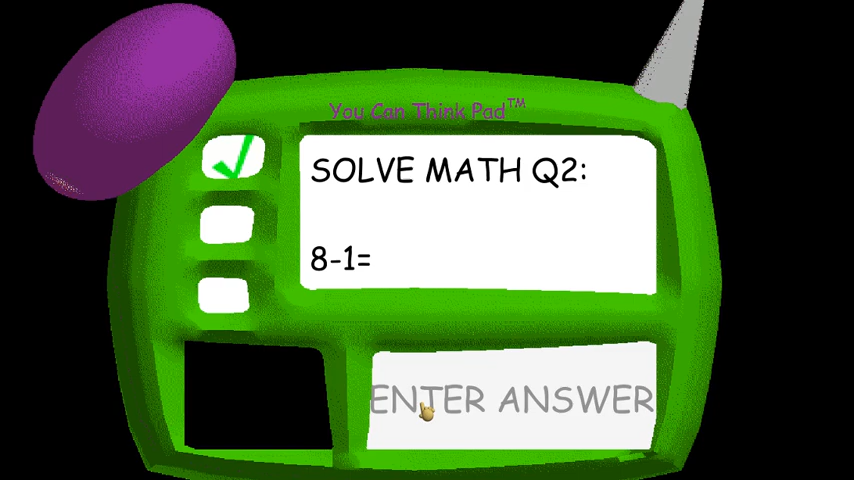 You Can Think Pad™
SOLVE MATH Q2:
8-1=
ENTER ANSWER